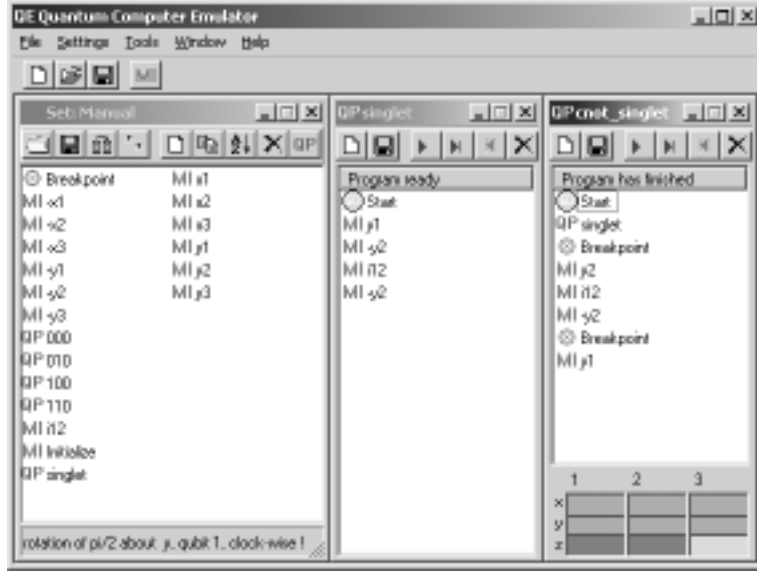 QE Quantum Computer Emulator
File Settings Tools Window Help
MI
Set: Manual
QP
Breakpoint
MI -x1
MI -x2
MI -x3
MI -y1
MI -y2
MI -y3
QP 000
QP 010
QP 100
QP 110
MI i12
MI Initialize
QP singlet
MI x1
MI x2
MI x3
MI y1
MI y2
MI y3
rotation of pi/2 about y, qubit 1, clock-wise !
QP singlet
Program ready
Start
MI y1
MI -y2
MI i12
MI -y2
QP cnot_singlet
Program has finished
Start
QP singlet
Breakpoint
MI y2
MI i12
MI -y2
Breakpoint
MI y1
1 2 3
x
y
z